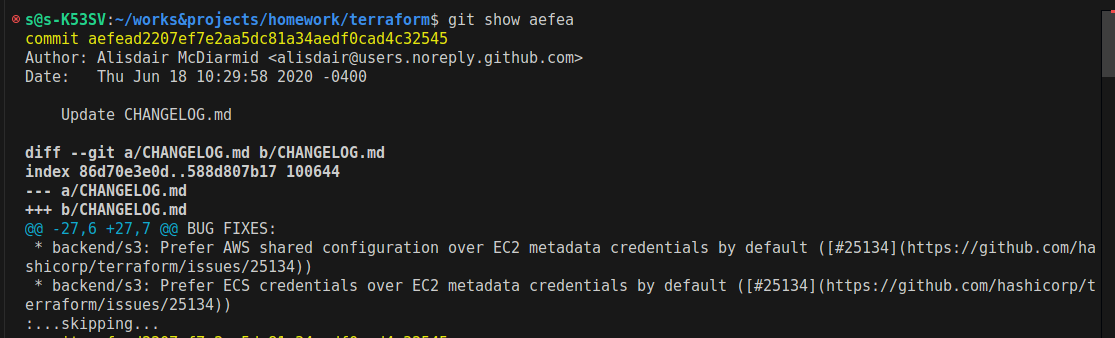 s@s-K53SV:~/works&projects/homework/terraform$ git show aefea
commit aefead2207ef7e2aa5dc81a34aedf0cad4c32545
Author: Alisdair McDiarmid <alisdair@users.noreply.github.com>
Date:   Thu Jun 18 10:29:58 2020 -0400
    Update CHANGELOG.md
diff --git a/CHANGELOG.md b/CHANGELOG.md
index 86d70e3e0d..588d807b17 100644
--- a/CHANGELOG.md
+++ b/CHANGELOG.md
@@ -27,6 +27,7 @@ BUG FIXES:
 * backend/s3: Prefer AWS shared configuration over EC2 metadata credentials by default ([#25134](https://github.com/ha
shicorp/terraform/issues/25134))
 * backend/s3: Prefer ECS credentials over EC2 metadata credentials by default ([#25134](https://github.com/hashicorp/t
erraform/issues/25134))
:...skipping...